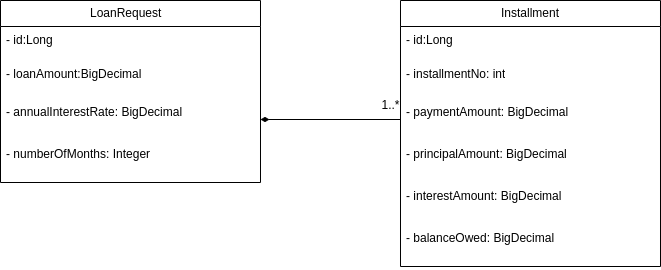 LoanRequest
- id:Long
- loanAmount:BigDecimal
- annualInterestRate: BigDecimal
- numberOfMonths: Integer
1..*
Installment
- id:Long
- installmentNo: int
- paymentAmount: BigDecimal
- principalAmount: BigDecimal
- interestAmount: BigDecimal
- balanceOwed: BigDecimal